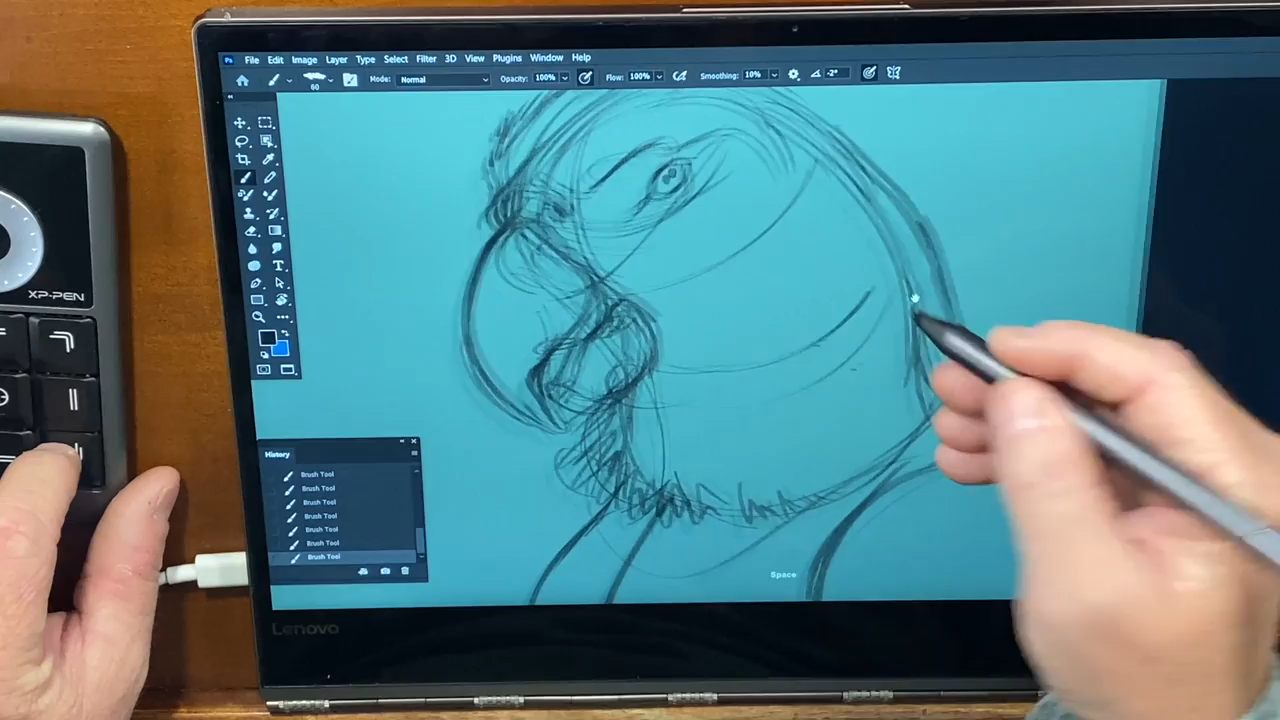 Ps File Edit Image Layer Type Select Filter 3D View Plugins Window Help
60 Mode: Normal Opacity: 100% Flow: 100% Smoothing: 10% -2°
XP-PEN
History
Brush Tool
Brush Tool
Brush Tool
Brush Tool
Brush Tool
Brush Tool
Brush Tool
Space
Lenovo